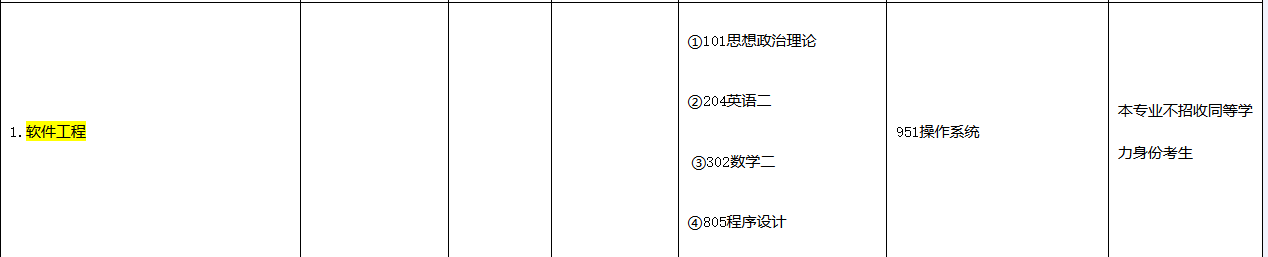 1.软件工程
①101思想政治理论
②204英语二
③302数学二
④805程序设计
951操作系统
本专业不招收同等学
力身份考生